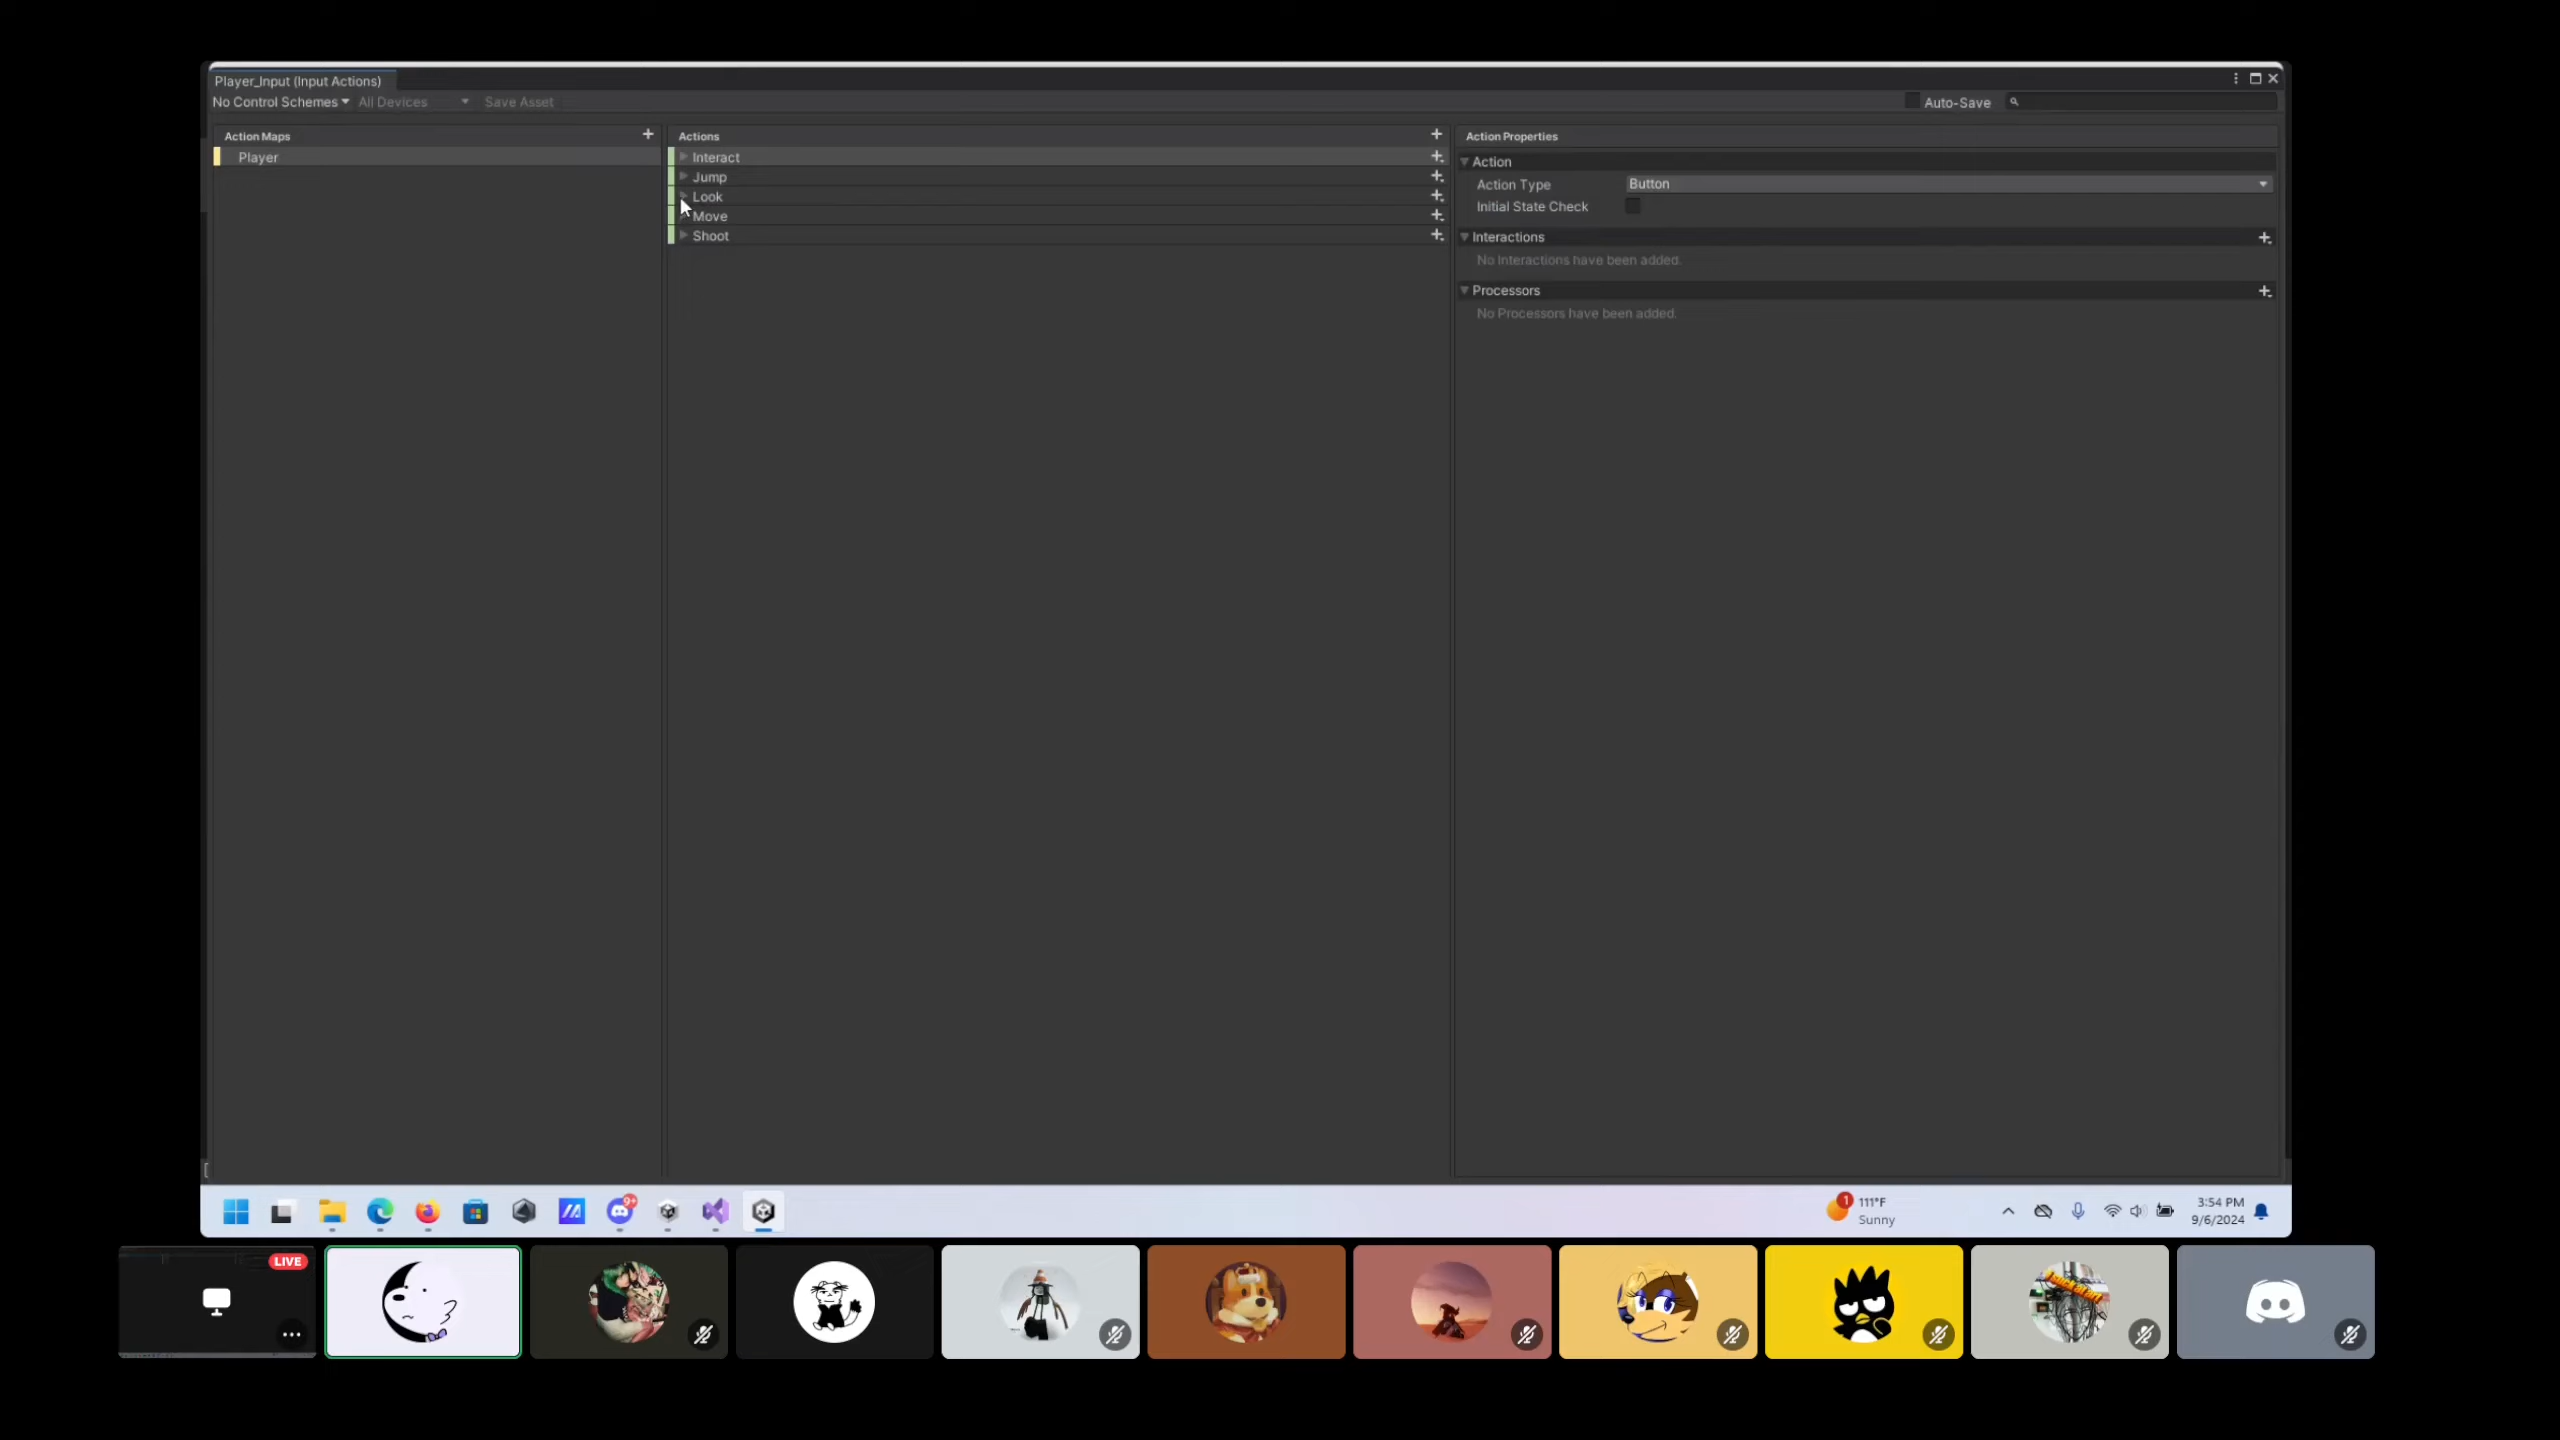 Player_Input (Input Actions)
No Control Schemes All Devices Save Asset Auto-Save
Action Maps
Player
Actions
Interact
Jump
Look
Move
Shoot
Action Properties
Action
Action Type Button
Initial State Check
Interactions
No Interactions have been added.
Processors
No Processors have been added.
[
9+
1
111°F
Sunny
3:54 PM
9/6/2024
LIVE